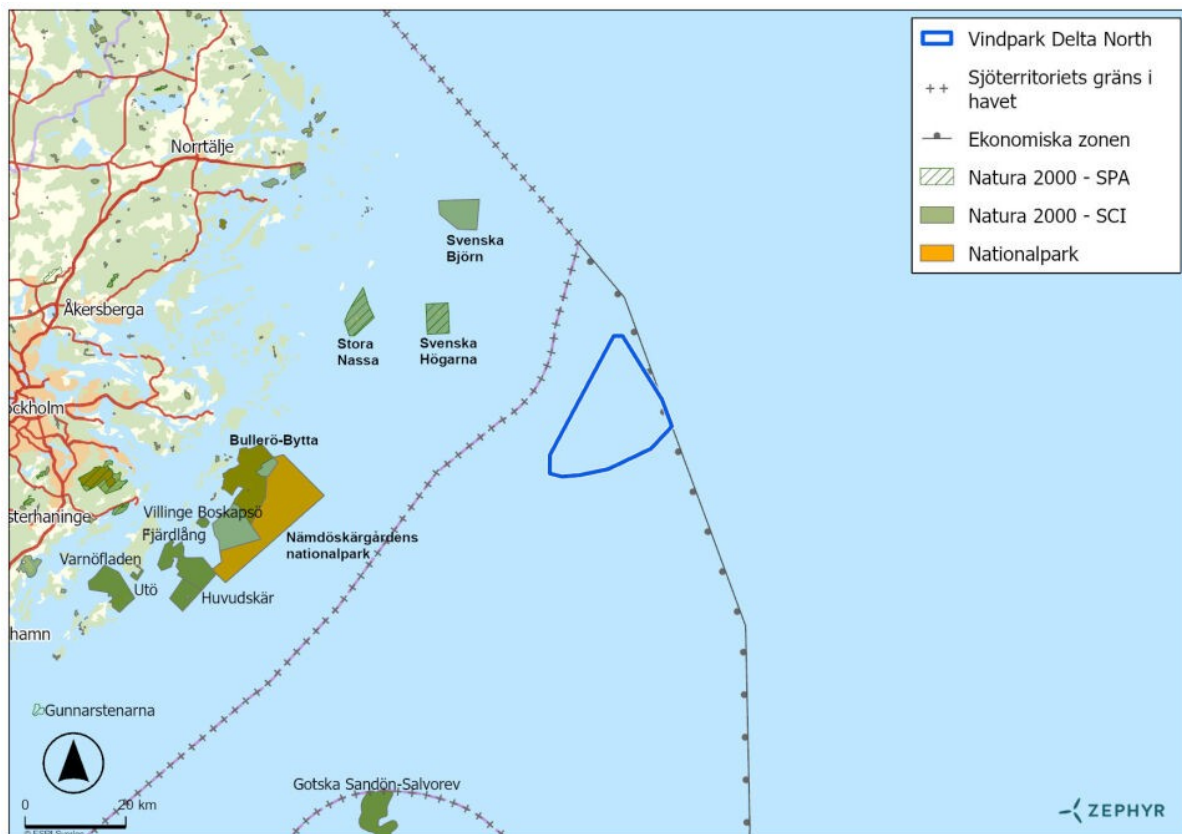 Vindpark Delta North
Sjöterritoriets gräns i
havet
Ekonomiska zonen
Natura 2000 - SPA
Natura 2000 - SCI
Nationalpark
Norrtälje
Svenska
Björn
Åkersberga
Stora
Nassa
Svenska
Högarna
ockholm
Bullerö-Bytta
Villinge Boskapsö
sterhaninge
Fjärdlång
Nämdöskärgårdens
nationalpark
Varnöfladen
Utö
Huvudskär
hamn
Gunnarstenarna
Gotska Sandön-Salvorev
0 20 km
ZEPHYR